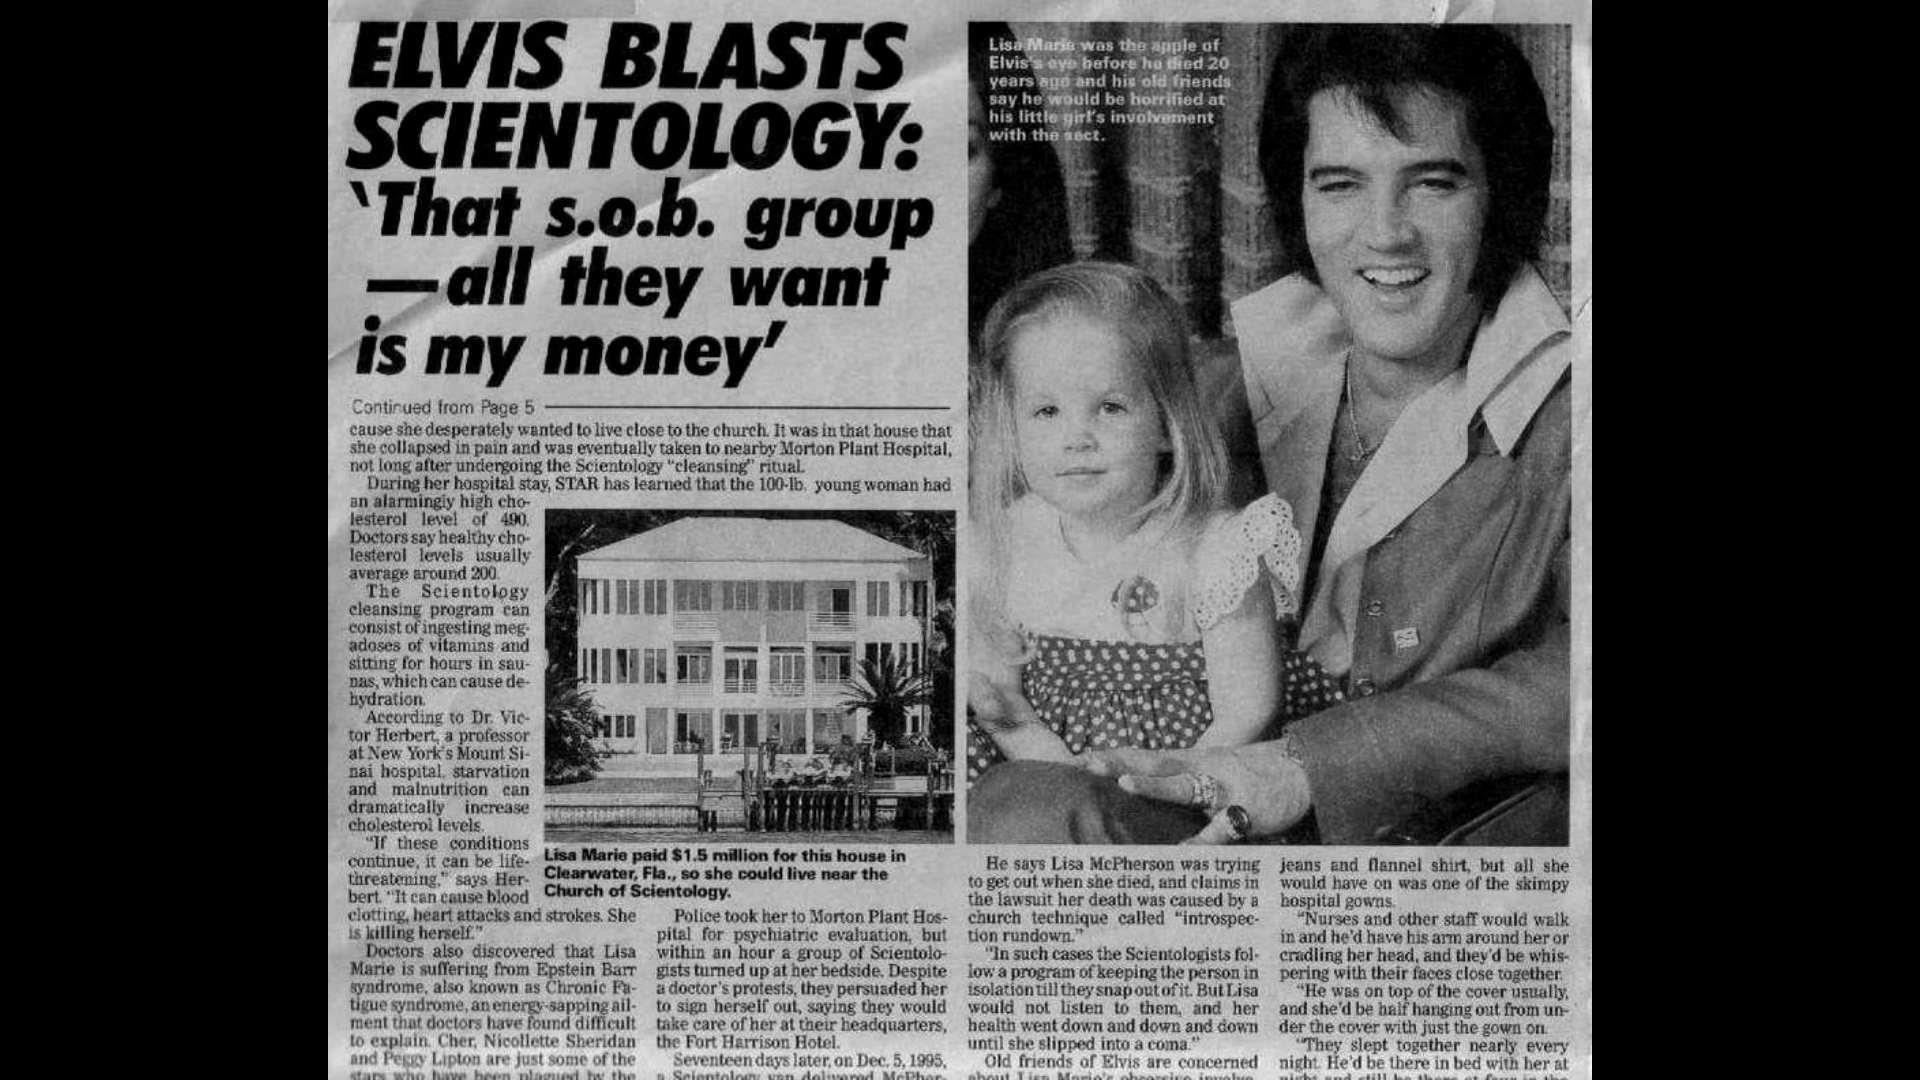 ELVIS BLASTS
SCIENTOLOGY:
‘That s.o.b. group
—all they want
is my money’
Continued from Page 5
cause she desperately wanted to live close to the church. It was in that house that
she collapsed in pain and was eventually taken to nearby Morton Plant Hospital,
not long after undergoing the Scientology "cleansing" ritual.
During her hospital stay, STAR has learned that the 100-lb. young woman had
an alarmingly high cho-
lesterol level of 490.
Doctors say healthy cho-
lesterol levels usually
average around 200.
The Scientology
cleansing program can
consist of ingesting meg-
adoses of vitamins and
sitting for hours in sau-
nas, which can cause de-
hydration.
According to Dr. Vic-
tor Herbert, a professor
at New York's Mount Si-
nai hospital, starvation
and malnutrition can
dramatically increase
cholesterol levels.
"If these conditions
continue, it can be life-
threatening," says Her-
bert. "It can cause blood
clotting, heart attacks and strokes. She
is killing herself."
Doctors also discovered that Lisa
Marie is suffering from Epstein Barr
syndrome, also known as Chronic Fa-
tigue syndrome, an energy-sapping ail-
ment that doctors have found difficult
to explain. Cher, Nicollette Sheridan
and Peggy Lipton are just some of the
stars who have been plagued by the
Lisa Marie paid $1.5 million for this house in
Clearwater, Fla., so she could live near the
Church of Scientology.
Police took her to Morton Plant Hos-
pital for psychiatric evaluation, but
within an hour a group of Scientolo-
gists turned up at her bedside. Despite
a doctor's protests, they persuaded her
to sign herself out, saying they would
take care of her at their headquarters,
the Fort Harrison Hotel.
Seventeen days later, on Dec. 5, 1995,
a Scientology van delivered McPher-
Lisa Marie was the apple of
Elvis's eye before he died 20
years ago and his old friends
say he would be horrified at
his little girl's involvement
with the sect.
He says Lisa McPherson was trying
to get out when she died, and claims in
the lawsuit her death was caused by a
church technique called "introspec-
tion rundown."
"In such cases the Scientologists fol-
low a program of keeping the person in
isolation till they snap out of it. But Lisa
would not listen to them, and her
health went down and down and down
until she slipped into a coma."
Old friends of Elvis are concerned
about Lisa Marie's obsessive involve-
jeans and flannel shirt, but all she
would have on was one of the skimpy
hospital gowns.
"Nurses and other staff would walk
in and he'd have his arm around her or
cradling her head, and they'd be whis-
pering with their faces close together.
"He was on top of the cover usually,
and she'd be half hanging out from un-
der the cover with just the gown on.
"They slept together nearly every
night. He'd be there in bed with her at